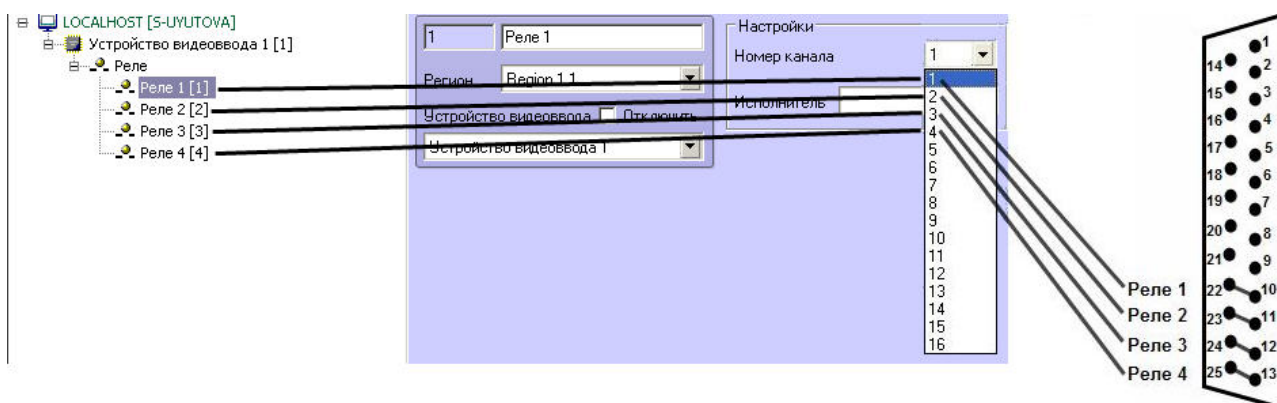 LOCALHOST [S-UYUTOVA]
Устройство видеоввода 1 [1]
Реле
Реле 1 [1]
Реле 2 [2]
Реле 3 [3]
Реле 4 [4]
1 Реле 1
Регион Region 1.1
Устройство видеоввода Отключить
Устройство видеоввода 1
Настройки
Номер канала 1
Исполнитель
1
2
3
4
5
6
7
8
9
10
11
12
13
14
15
16
Реле 1
Реле 2
Реле 3
Реле 4
14
15
16
17
18
19
20
21
22
23
24
25
1
2
3
4
5
6
7
8
9
10
11
12
13